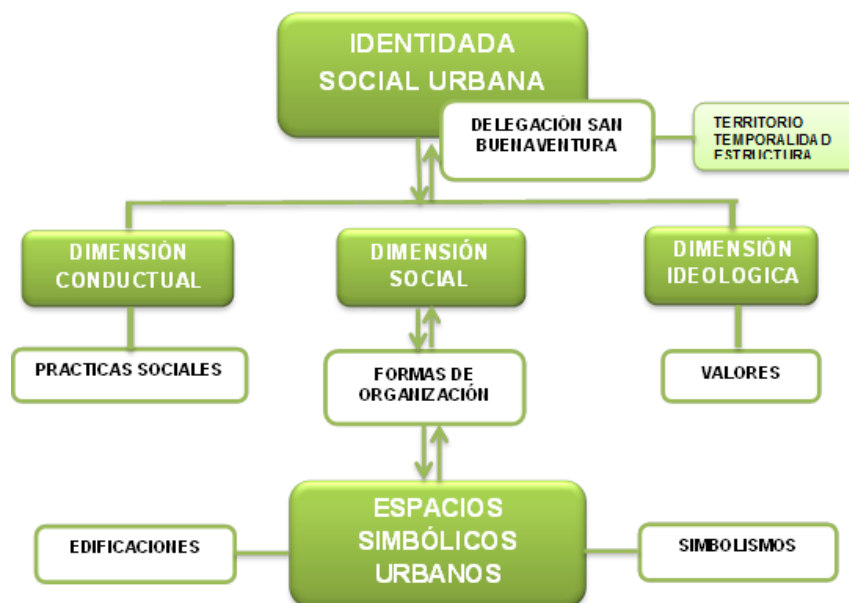 IDENTIDADA
SOCIAL URBANA
DELEGACIÓN SAN
BUENAVENTURA
TERRITORIO
TEMPORALIDAD
ESTRUCTURA
DIMENSIÓN
CONDUCTUAL
DIMENSIÓN
SOCIAL
DIMENSIÓN
IDEOLOGICA
PRACTICAS SOCIALES
FORMAS DE
ORGANIZACIÓN
VALORES
ESPACIOS
SIMBÓLICOS
URBANOS
EDIFICACIONES
SIMBOLISMOS